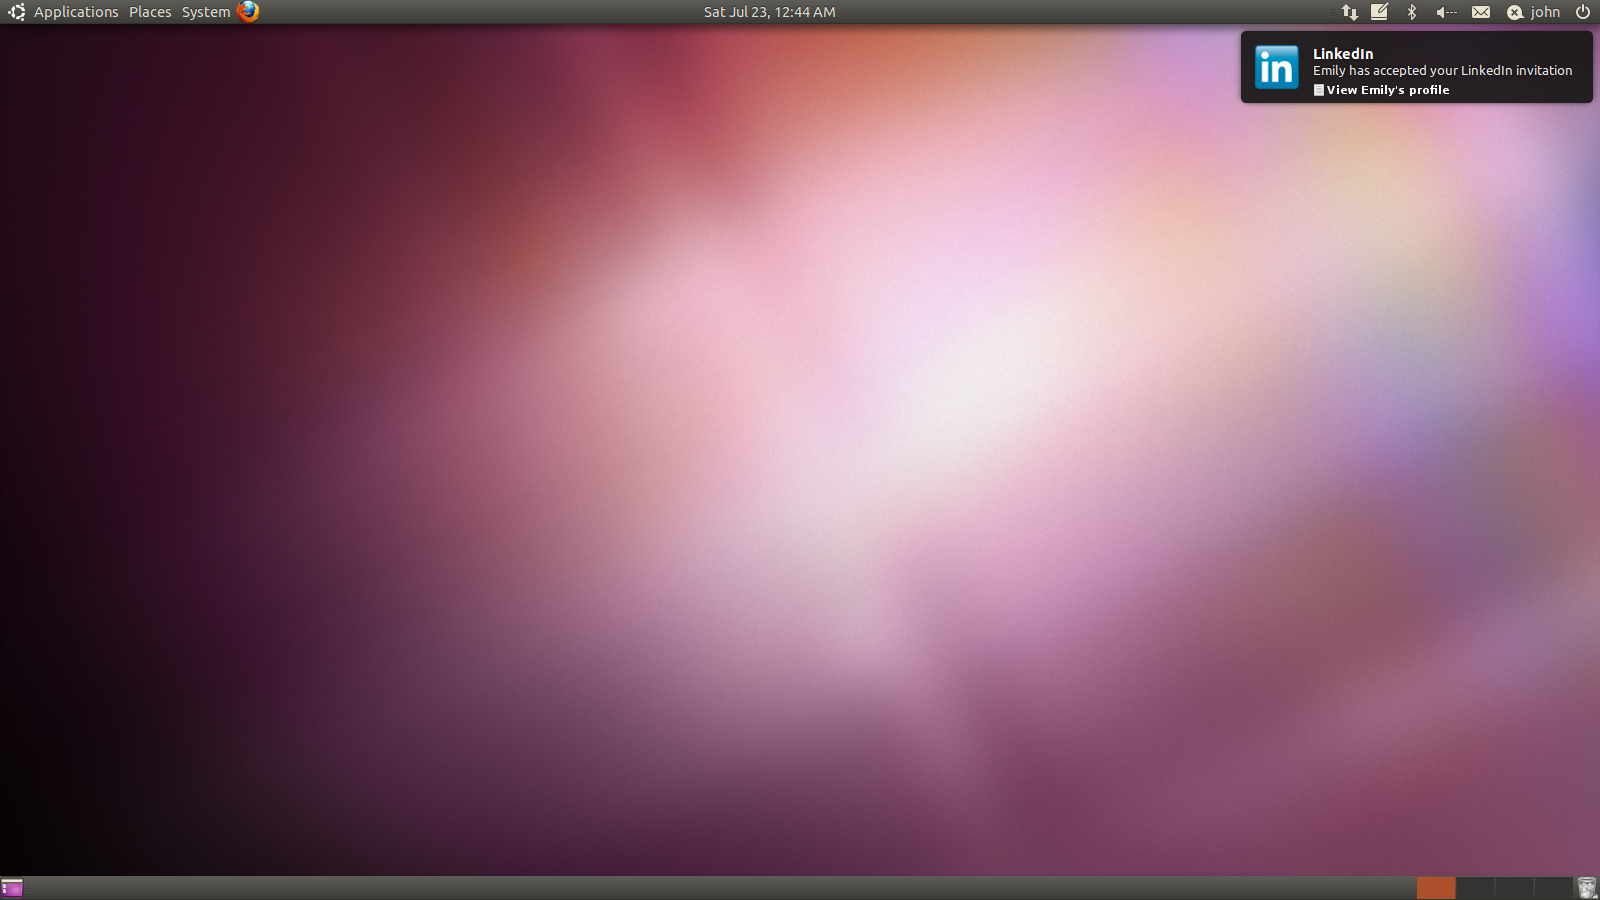 Applications Places System
Sat Jul 23, 12:44 AM
john
in
LinkedIn
Emily has accepted your LinkedIn invitation
View Emily's profile